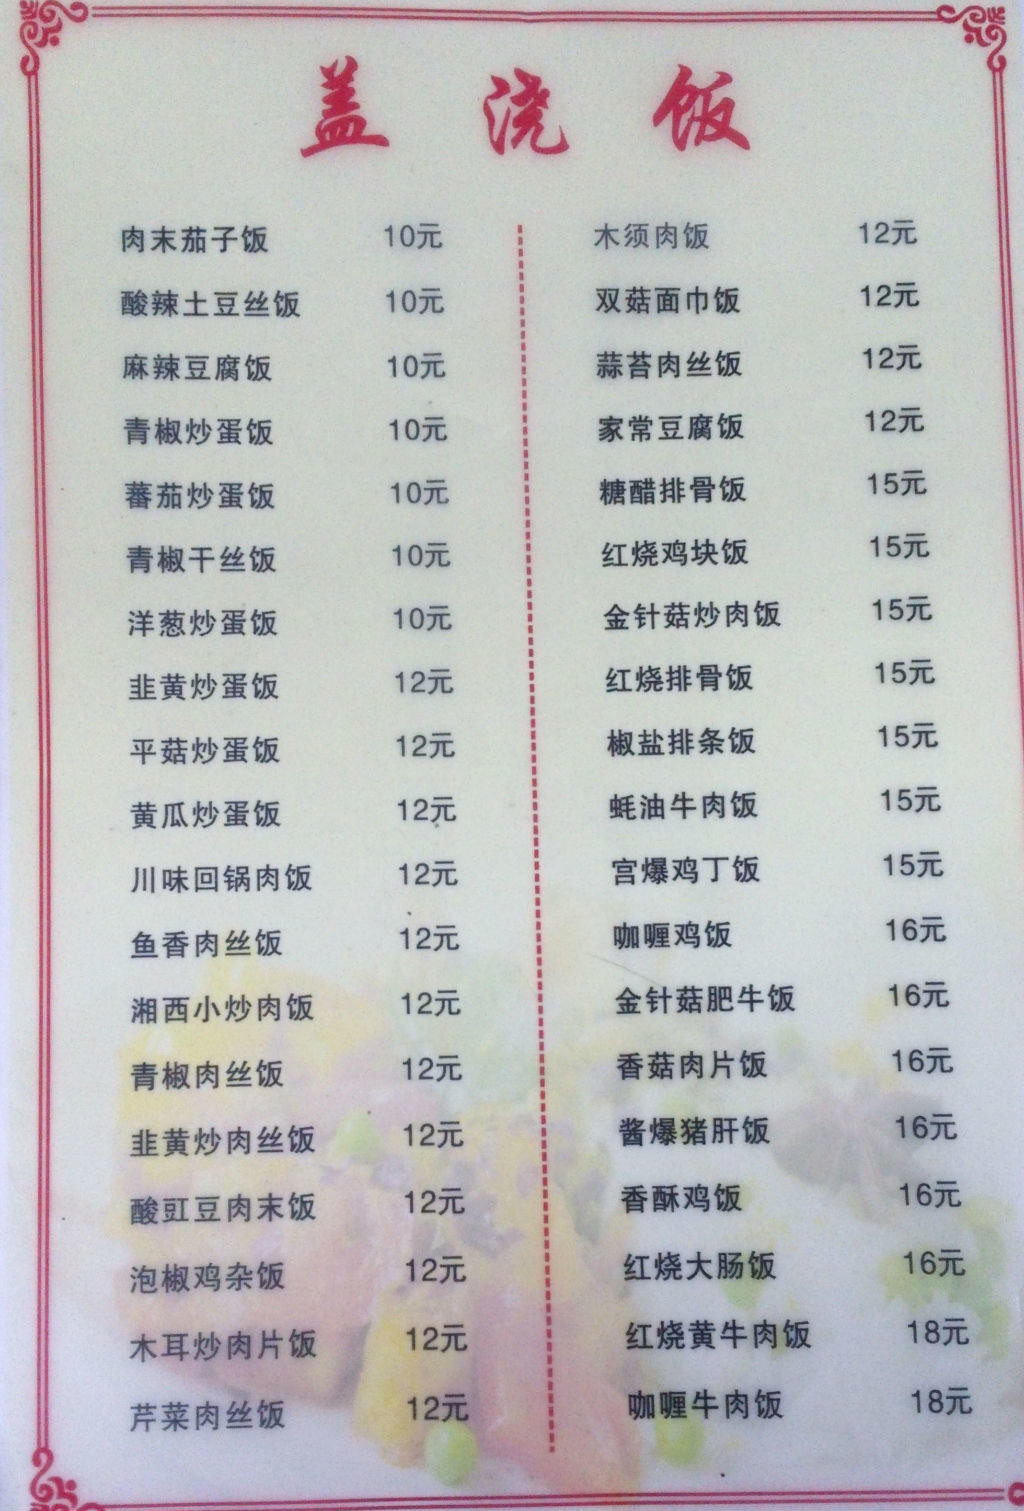 盖浇饭
肉末茄子饭 10元
酸辣土豆丝饭 10元
麻辣豆腐饭 10元
青椒炒蛋饭 10元
蕃茄炒蛋饭 10元
青椒干丝饭 10元
洋葱炒蛋饭 10元
韭黄炒蛋饭 12元
平菇炒蛋饭 12元
黄瓜炒蛋饭 12元
川味回锅肉饭 12元
鱼香肉丝饭 12元
湘西小炒肉饭 12元
青椒肉丝饭 12元
韭黄炒肉丝饭 12元
酸豇豆肉末饭 12元
泡椒鸡杂饭 12元
木耳炒肉片饭 12元
芹菜肉丝饭 12元
木须肉饭 12元
双菇面巾饭 12元
蒜苔肉丝饭 12元
家常豆腐饭 12元
糖醋排骨饭 15元
红烧鸡块饭 15元
金针菇炒肉饭 15元
红烧排骨饭 15元
椒盐排条饭 15元
蚝油牛肉饭 15元
宫爆鸡丁饭 15元
咖喱鸡饭 16元
金针菇肥牛饭 16元
香菇肉片饭 16元
酱爆猪肝饭 16元
香酥鸡饭 16元
红烧大肠饭 16元
红烧黄牛肉饭 18元
咖喱牛肉饭 18元